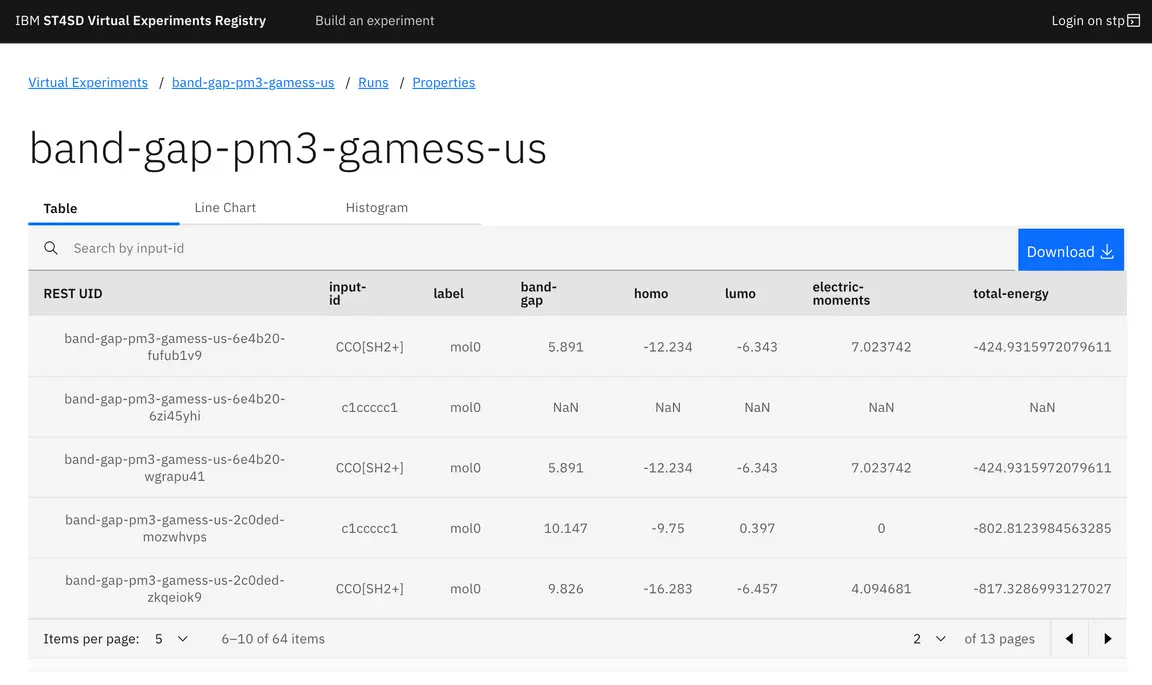 IBM ST4SD Virtual Experiments Registry Build an experiment Login on stp
Virtual Experiments / band-gap-pm3-gamess-us / Runs / Properties
band-gap-pm3-gamess-us
Table Line Chart Histogram
Search by input-id Download
REST UID input-id label band-gap homo lumo electric-moments total-energy
band-gap-pm3-gamess-us-6e4b20-fufub1v9 CCO[SH2+] mol0 5.891 -12.234 -6.343 7.023742 -424.9315972079611
band-gap-pm3-gamess-us-6e4b20-6zi45yhi c1ccccc1 mol0 NaN NaN NaN NaN NaN
band-gap-pm3-gamess-us-6e4b20-wgrapu41 CCO[SH2+] mol0 5.891 -12.234 -6.343 7.023742 -424.9315972079611
band-gap-pm3-gamess-us-2c0ded-mozwhvps c1ccccc1 mol0 10.147 -9.75 0.397 0 -802.8123984563285
band-gap-pm3-gamess-us-2c0ded-zkqeiok9 CCO[SH2+] mol0 9.826 -16.283 -6.457 4.094681 -817.3286993127027
Items per page: 5 6–10 of 64 items 2 of 13 pages